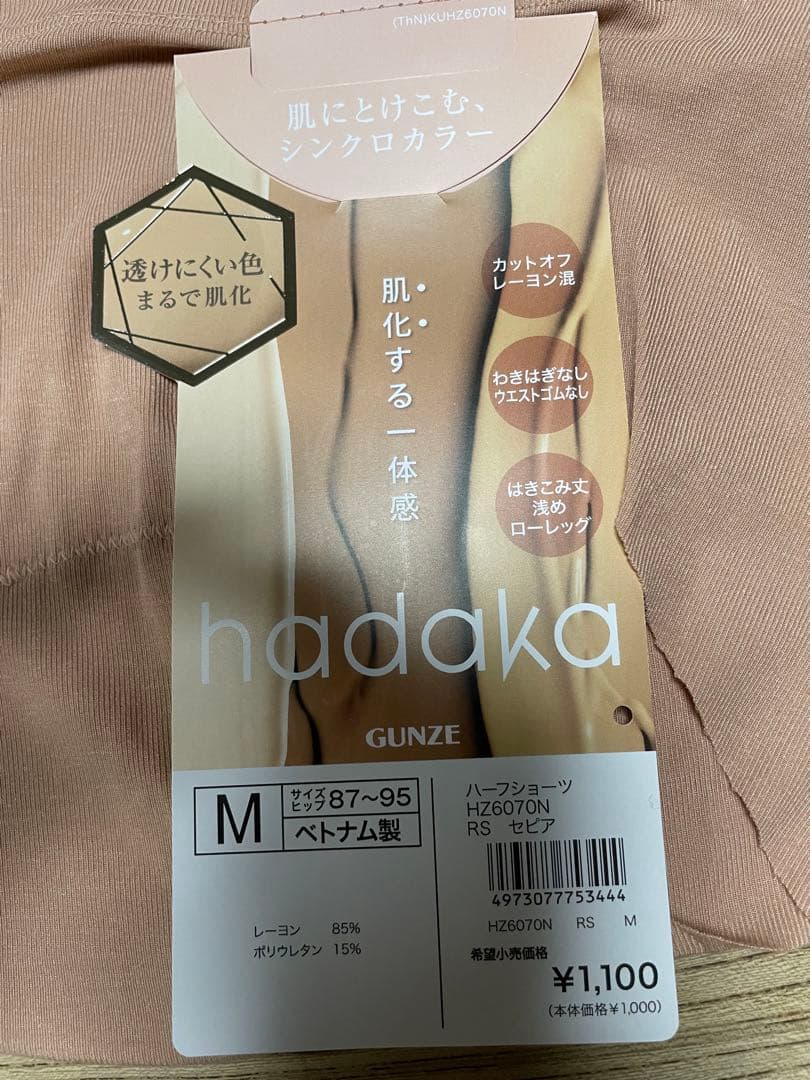 (ThN)KUHZ6070N
肌にとけこむ、
シンクロカラー
透けにくい色
まるで肌化
肌化する一体感
カットオフ
レーヨン混
わきはぎなし
ウエストゴムなし
はきこみ丈
浅め
ローレッグ
hadaka
GUNZE
M
サイズ
ヒップ 87～95
ベトナム製
レーヨン 85%
ポリウレタン 15%
ハーフショーツ
HZ6070N
RS セピア
4973077753444
HZ6070N RS M
希望小売価格
¥1,100
(本体価格¥1,000)